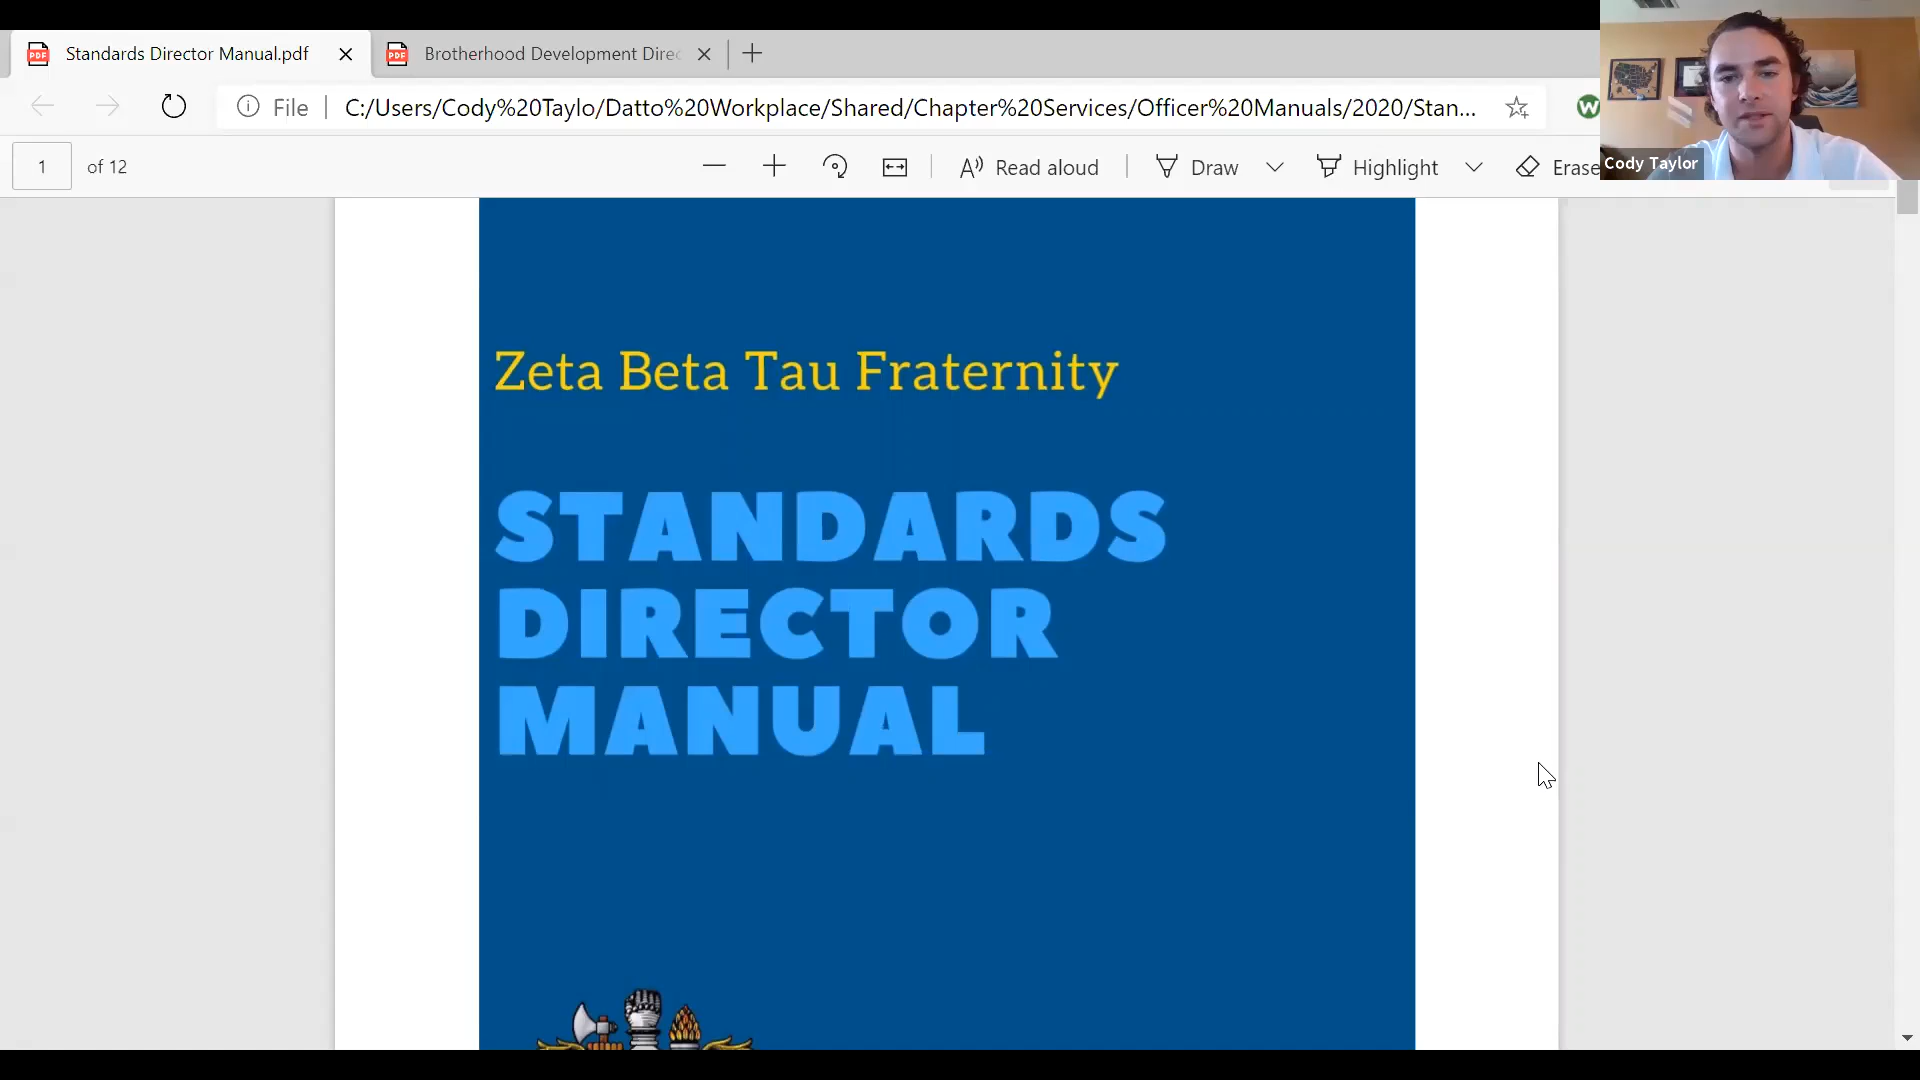 Standards Director Manual.pdf
Brotherhood Development Direc
File
C:/Users/Cody%20Taylo/Datto%20Workplace/Shared/Chapter%20Services/Officer%20Manuals/2020/Stan...
1 of 12
Read aloud
Draw
Highlight
Erase
Cody Taylor
Zeta Beta Tau Fraternity
STANDARDS
DIRECTOR
MANUAL